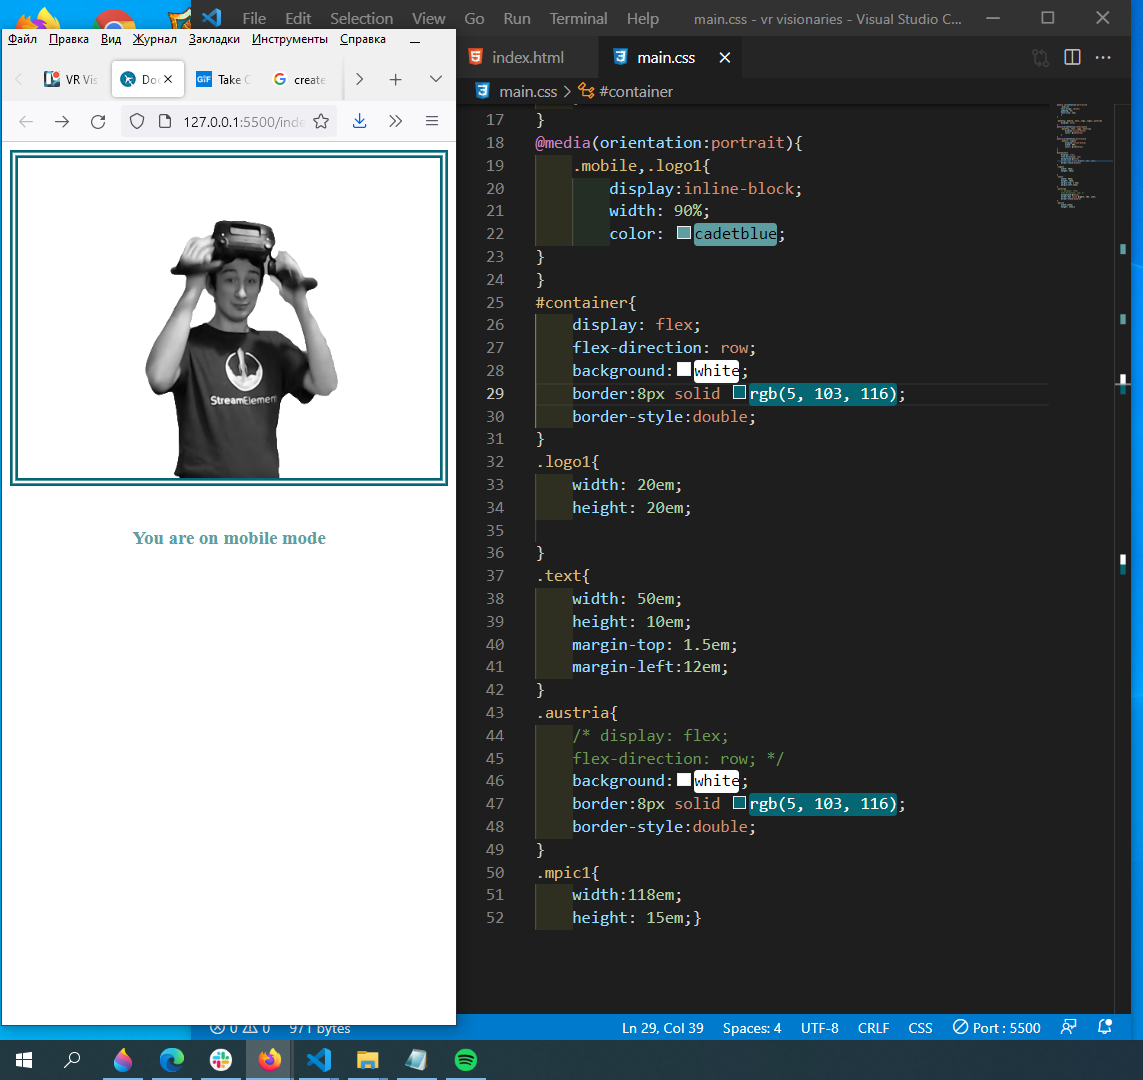 File Edit Selection View Go Run Terminal Help main.css - vr visionaries - Visual Studio C...
Файл Правка Вид Журнал Закладки Инструменты Справка
VR Vis
Doc
Take C
create
127.0.0.1:5500/inde
StreamElement
You are on mobile mode
index.html
main.css
main.css > #container
17 }
18 @media(orientation:portrait){
19 .mobile,.logo1{
20 display:inline-block;
21 width: 90%;
22 color: cadetblue;
23 }
24 }
25 #container{
26 display: flex;
27 flex-direction: row;
28 background: white;
29 border:8px solid rgb(5, 103, 116);
30 border-style:double;
31 }
32 .logo1{
33 width: 20em;
34 height: 20em;
35
36 }
37 .text{
38 width: 50em;
39 height: 10em;
40 margin-top: 1.5em;
41 margin-left:12em;
42 }
43 .austria{
44 /* display: flex;
45 flex-direction: row; */
46 background: white;
47 border:8px solid rgb(5, 103, 116);
48 border-style:double;
49 }
50 .mpic1{
51 width:118em;
52 height: 15em;}
0 0 971 bytes Ln 29, Col 39 Spaces: 4 UTF-8 CRLF CSS Port : 5500